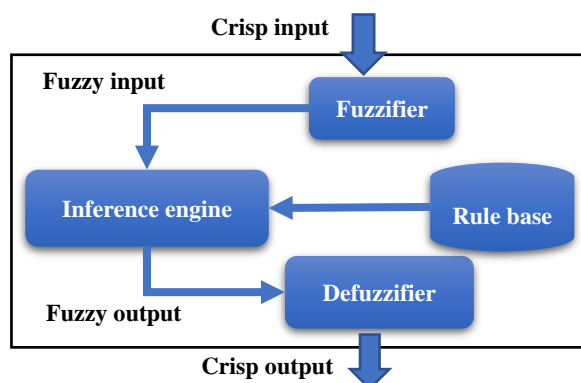 Crisp input
Fuzzy input
Fuzzifier
Inference engine
Rule base
Defuzzifier
Fuzzy output
Crisp output